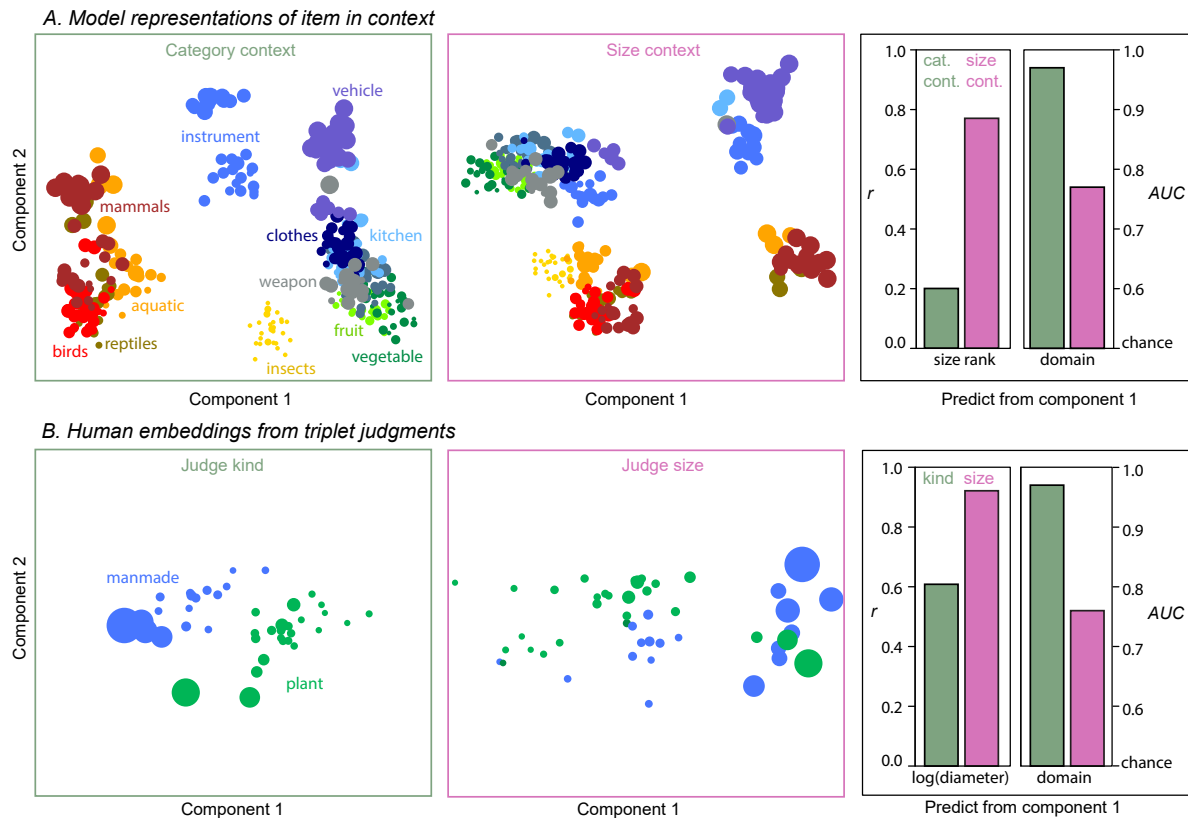 A. Model representations of item in context
Category context
Size context
vehicle
instrument
mammals
clothes
kitchen
weapon
aquatic
fruit
birds
reptiles
vegetable
insects
Component 2
Component 1
Component 1
1.0
0.8
0.6
0.4
0.2
0.0
r
cat. size
cont. cont.
size rank
domain
1.0
0.9
0.8
0.7
0.6
chance
AUC
Predict from component 1
B. Human embeddings from triplet judgments
Judge kind
Judge size
manmade
plant
Component 2
Component 1
Component 1
1.0
0.8
0.6
0.4
0.2
0.0
r
kind size
log(diameter)
domain
1.0
0.9
0.8
0.7
0.6
chance
AUC
Predict from component 1